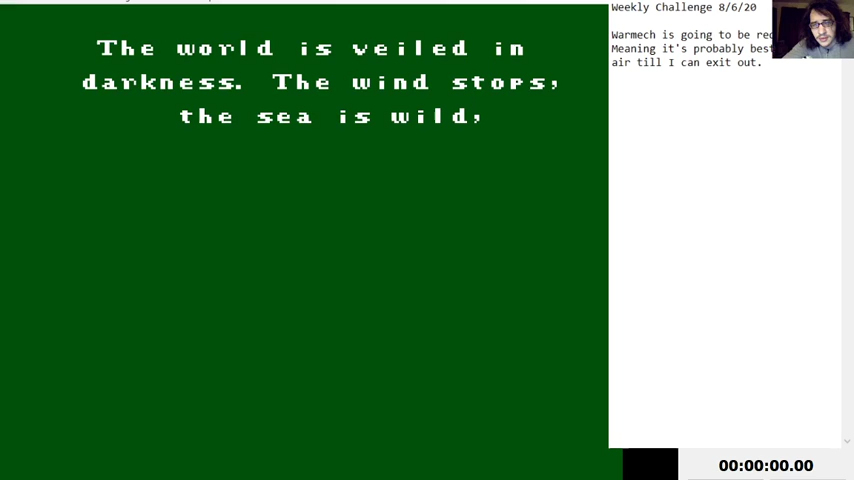 The world is veiled in
darkness. The wind stops,
the sea is wild,
Weekly Challenge 8/6/20
Warmech is going to be
Meaning it's probably best
air till I can exit out.
00:00:00.00